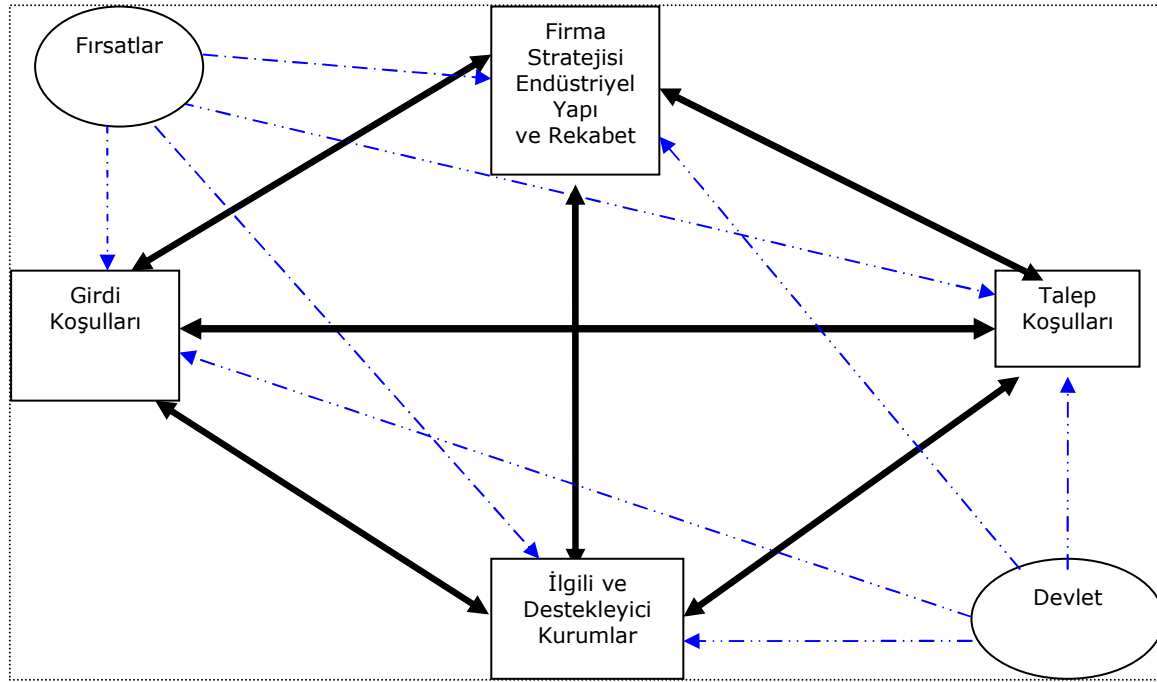 Fırsatlar
Firma
Stratejisi
Endüstriyel
Yapı
ve Rekabet
Girdi
Koşulları
Talep
Koşulları
İlgili ve
Destekleyici
Kurumlar
Devlet